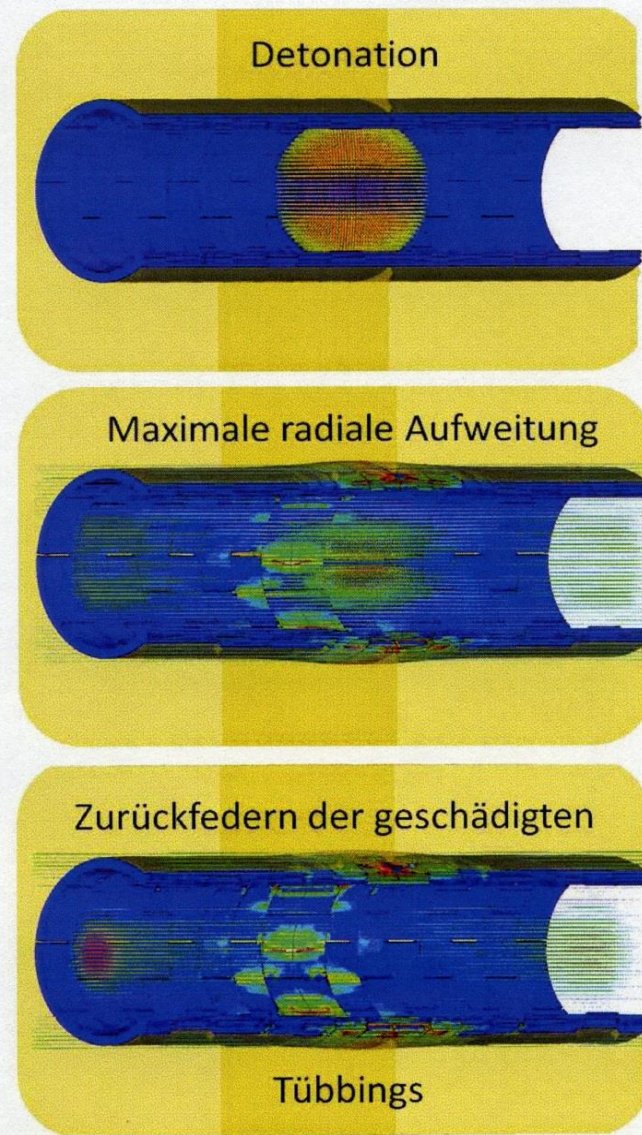 Detonation
Maximale radiale Aufweitung
Zurückfedern der geschädigten
Tübbings